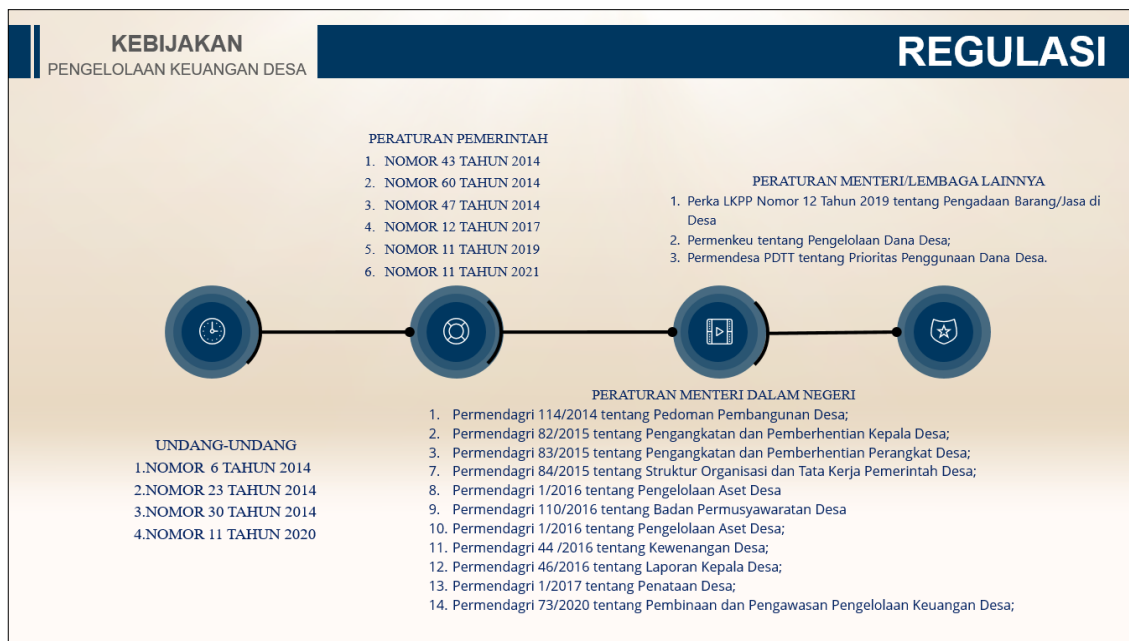 KEBIJAKAN
PENGELOLAAN KEUANGAN DESA
REGULASI
PERATURAN PEMERINTAH
1. NOMOR 43 TAHUN 2014
2. NOMOR 60 TAHUN 2014
3. NOMOR 47 TAHUN 2014
4. NOMOR 12 TAHUN 2017
5. NOMOR 11 TAHUN 2019
6. NOMOR 11 TAHUN 2021
PERATURAN MENTERI/LEMBAGA LAINNYA
1. Perka LKPP Nomor 12 Tahun 2019 tentang Pengadaan Barang/Jasa di
Desa
2. Permenkeu tentang Pengelolaan Dana Desa;
3. Permendesa PDTT tentang Prioritas Penggunaan Dana Desa.
UNDANG-UNDANG
1.NOMOR 6 TAHUN 2014
2.NOMOR 23 TAHUN 2014
3.NOMOR 30 TAHUN 2014
4.NOMOR 11 TAHUN 2020
PERATURAN MENTERI DALAM NEGERI
1. Permendagri 114/2014 tentang Pedoman Pembangunan Desa;
2. Permendagri 82/2015 tentang Pengangkatan dan Pemberhentian Kepala Desa;
3. Permendagri 83/2015 tentang Pengangkatan dan Pemberhentian Perangkat Desa;
7. Permendagri 84/2015 tentang Struktur Organisasi dan Tata Kerja Pemerintah Desa;
8. Permendagri 1/2016 tentang Pengelolaan Aset Desa
9. Permendagri 110/2016 tentang Badan Permusyawaratan Desa
10. Permendagri 1/2016 tentang Pengelolaan Aset Desa;
11. Permendagri 44 /2016 tentang Kewenangan Desa;
12. Permendagri 46/2016 tentang Laporan Kepala Desa;
13. Permendagri 1/2017 tentang Penataan Desa;
14. Permendagri 73/2020 tentang Pembinaan dan Pengawasan Pengelolaan Keuangan Desa;